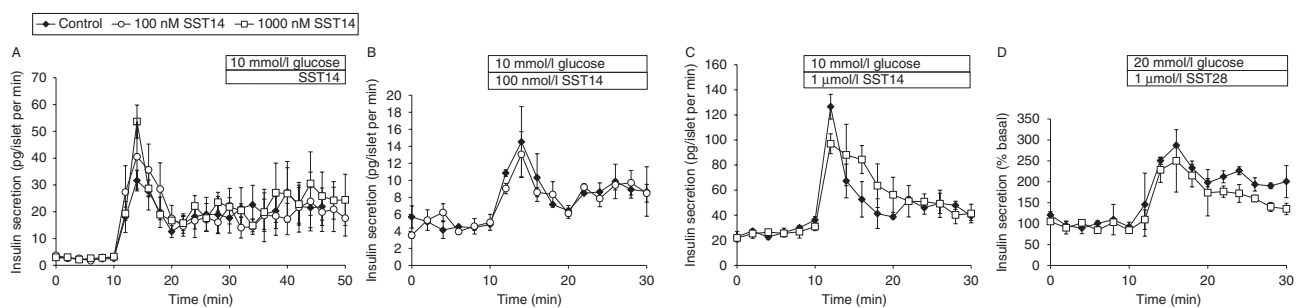 Control 100 nM SST14 1000 nM SST14
A
10 mmol/l glucose
SST14
Insulin secretion (pg/islet per min)
70
60
50
40
30
20
10
0
0 10 20 30 40 50
Time (min)
B
10 mmol/l glucose
100 nmol/l SST14
Insulin secretion (pg/islet per min)
20
18
16
14
12
10
8
6
4
2
0
0 10 20 30
Time (min)
C
10 mmol/l glucose
1 µmol/l SST14
Insulin secretion (pg/islet per min)
160
140
120
100
80
60
40
20
0
0 10 20 30
Time (min)
D
20 mmol/l glucose
1 µmol/l SST28
Insulin secretion (% basal)
350
300
250
200
150
100
50
0
0 10 20 30
Time (min)